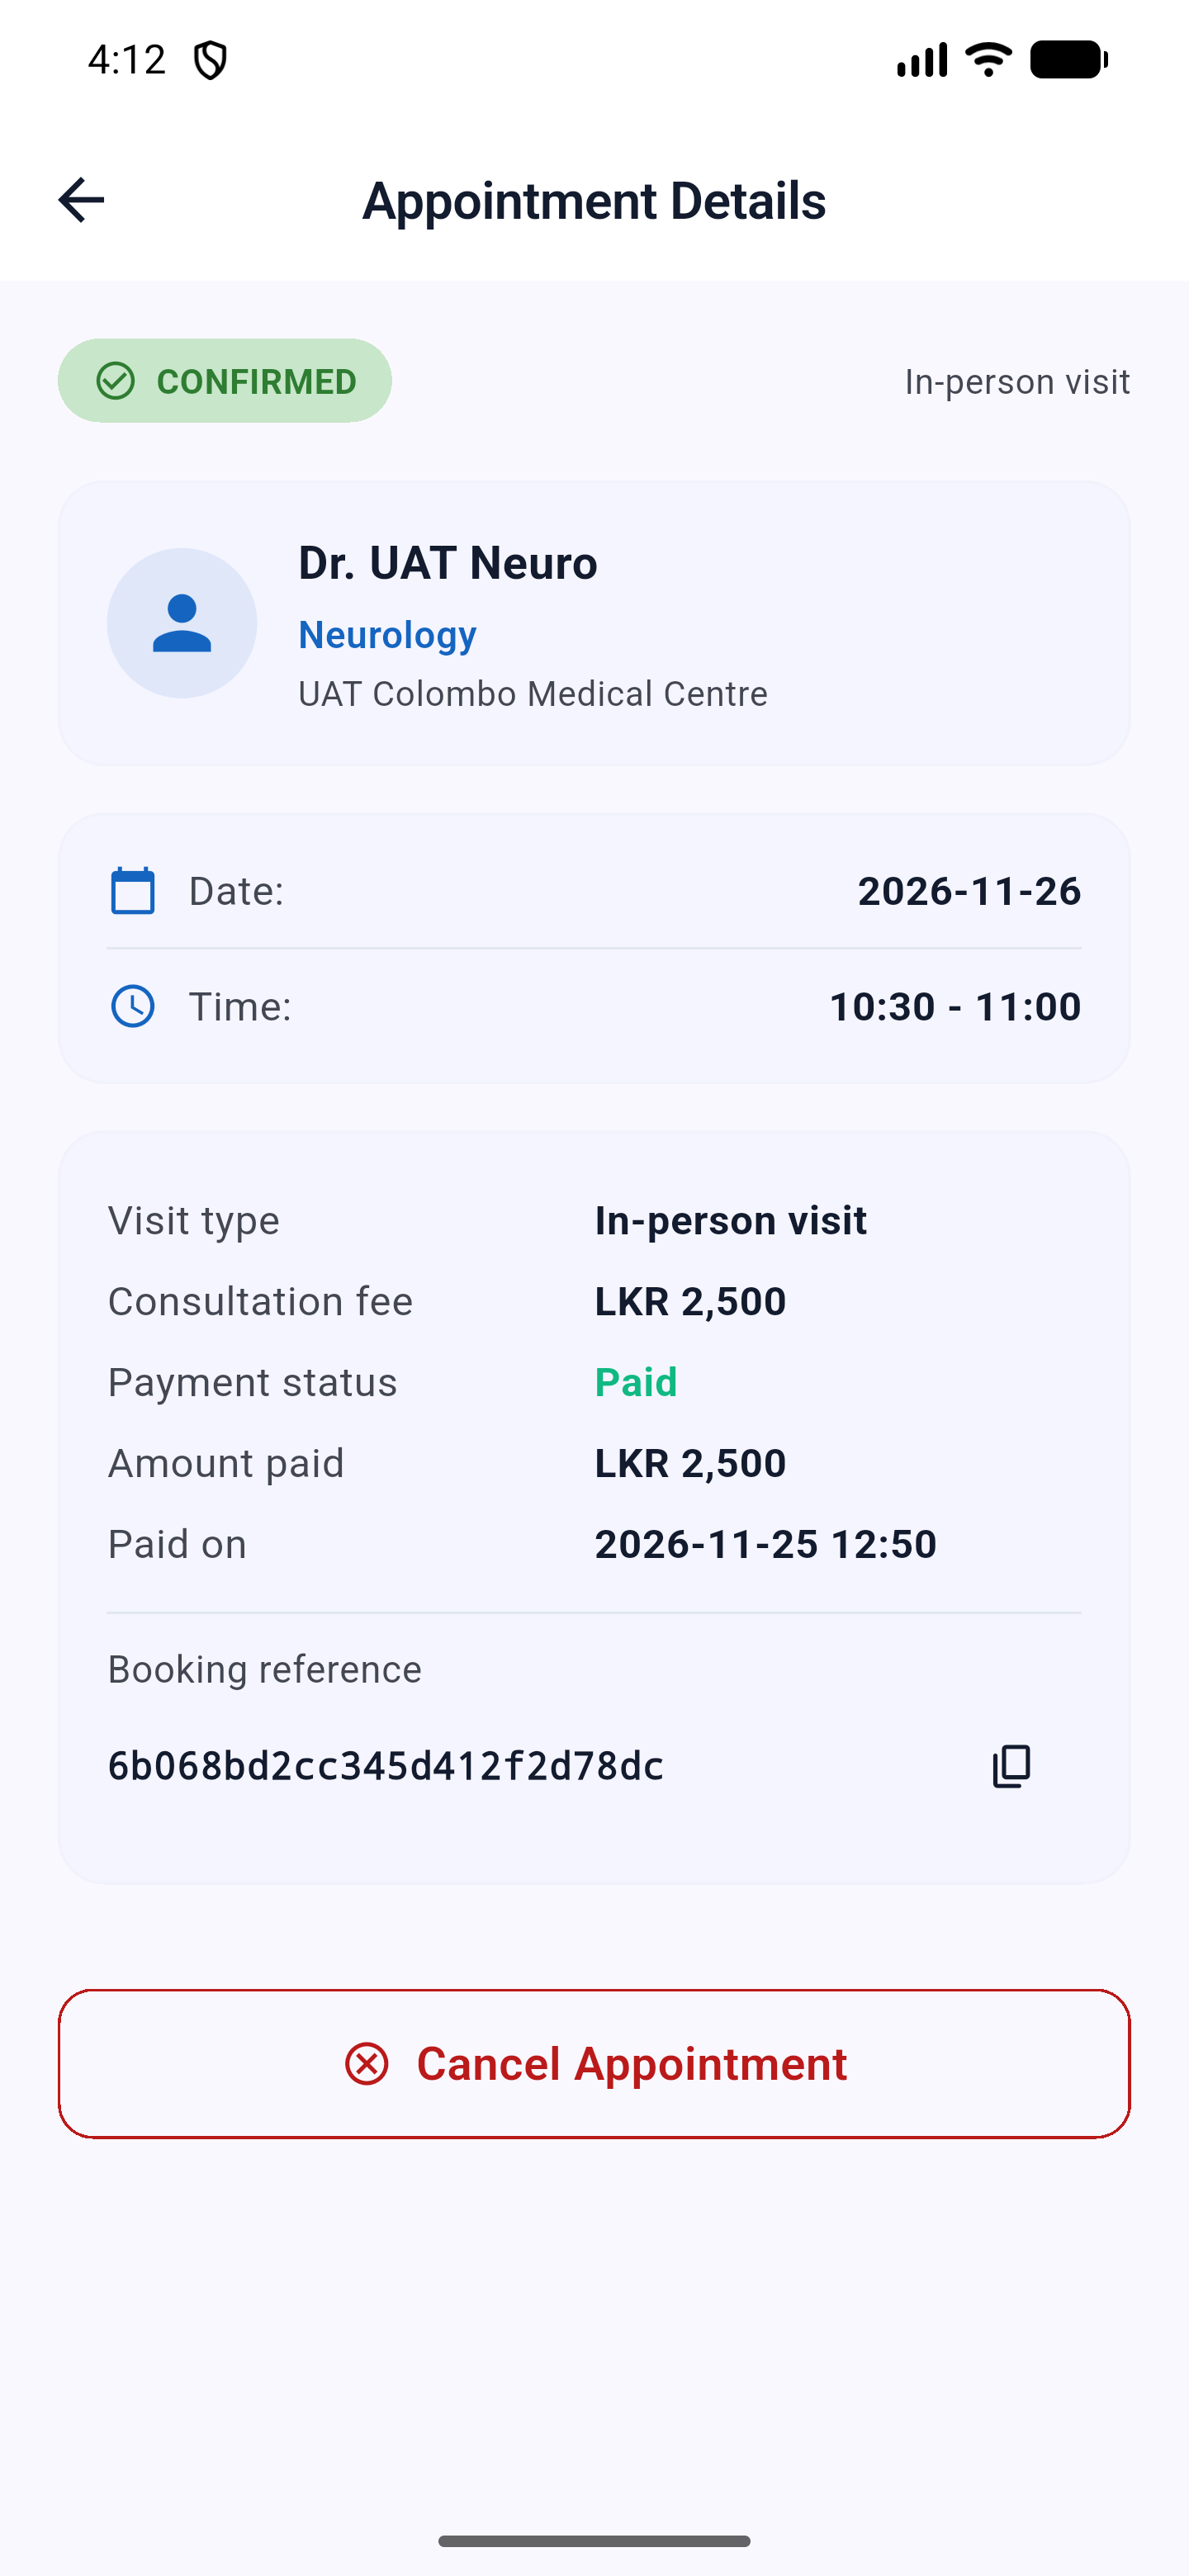 4:12
Appointment Details
CONFIRMED
In-person visit
Dr. UAT Neuro
Neurology
UAT Colombo Medical Centre
Date: 2026-11-26
Time: 10:30 - 11:00
Visit type In-person visit
Consultation fee LKR 2,500
Payment status Paid
Amount paid LKR 2,500
Paid on 2026-11-25 12:50
Booking reference
6b068bd2cc345d412f2d78dc
Cancel Appointment